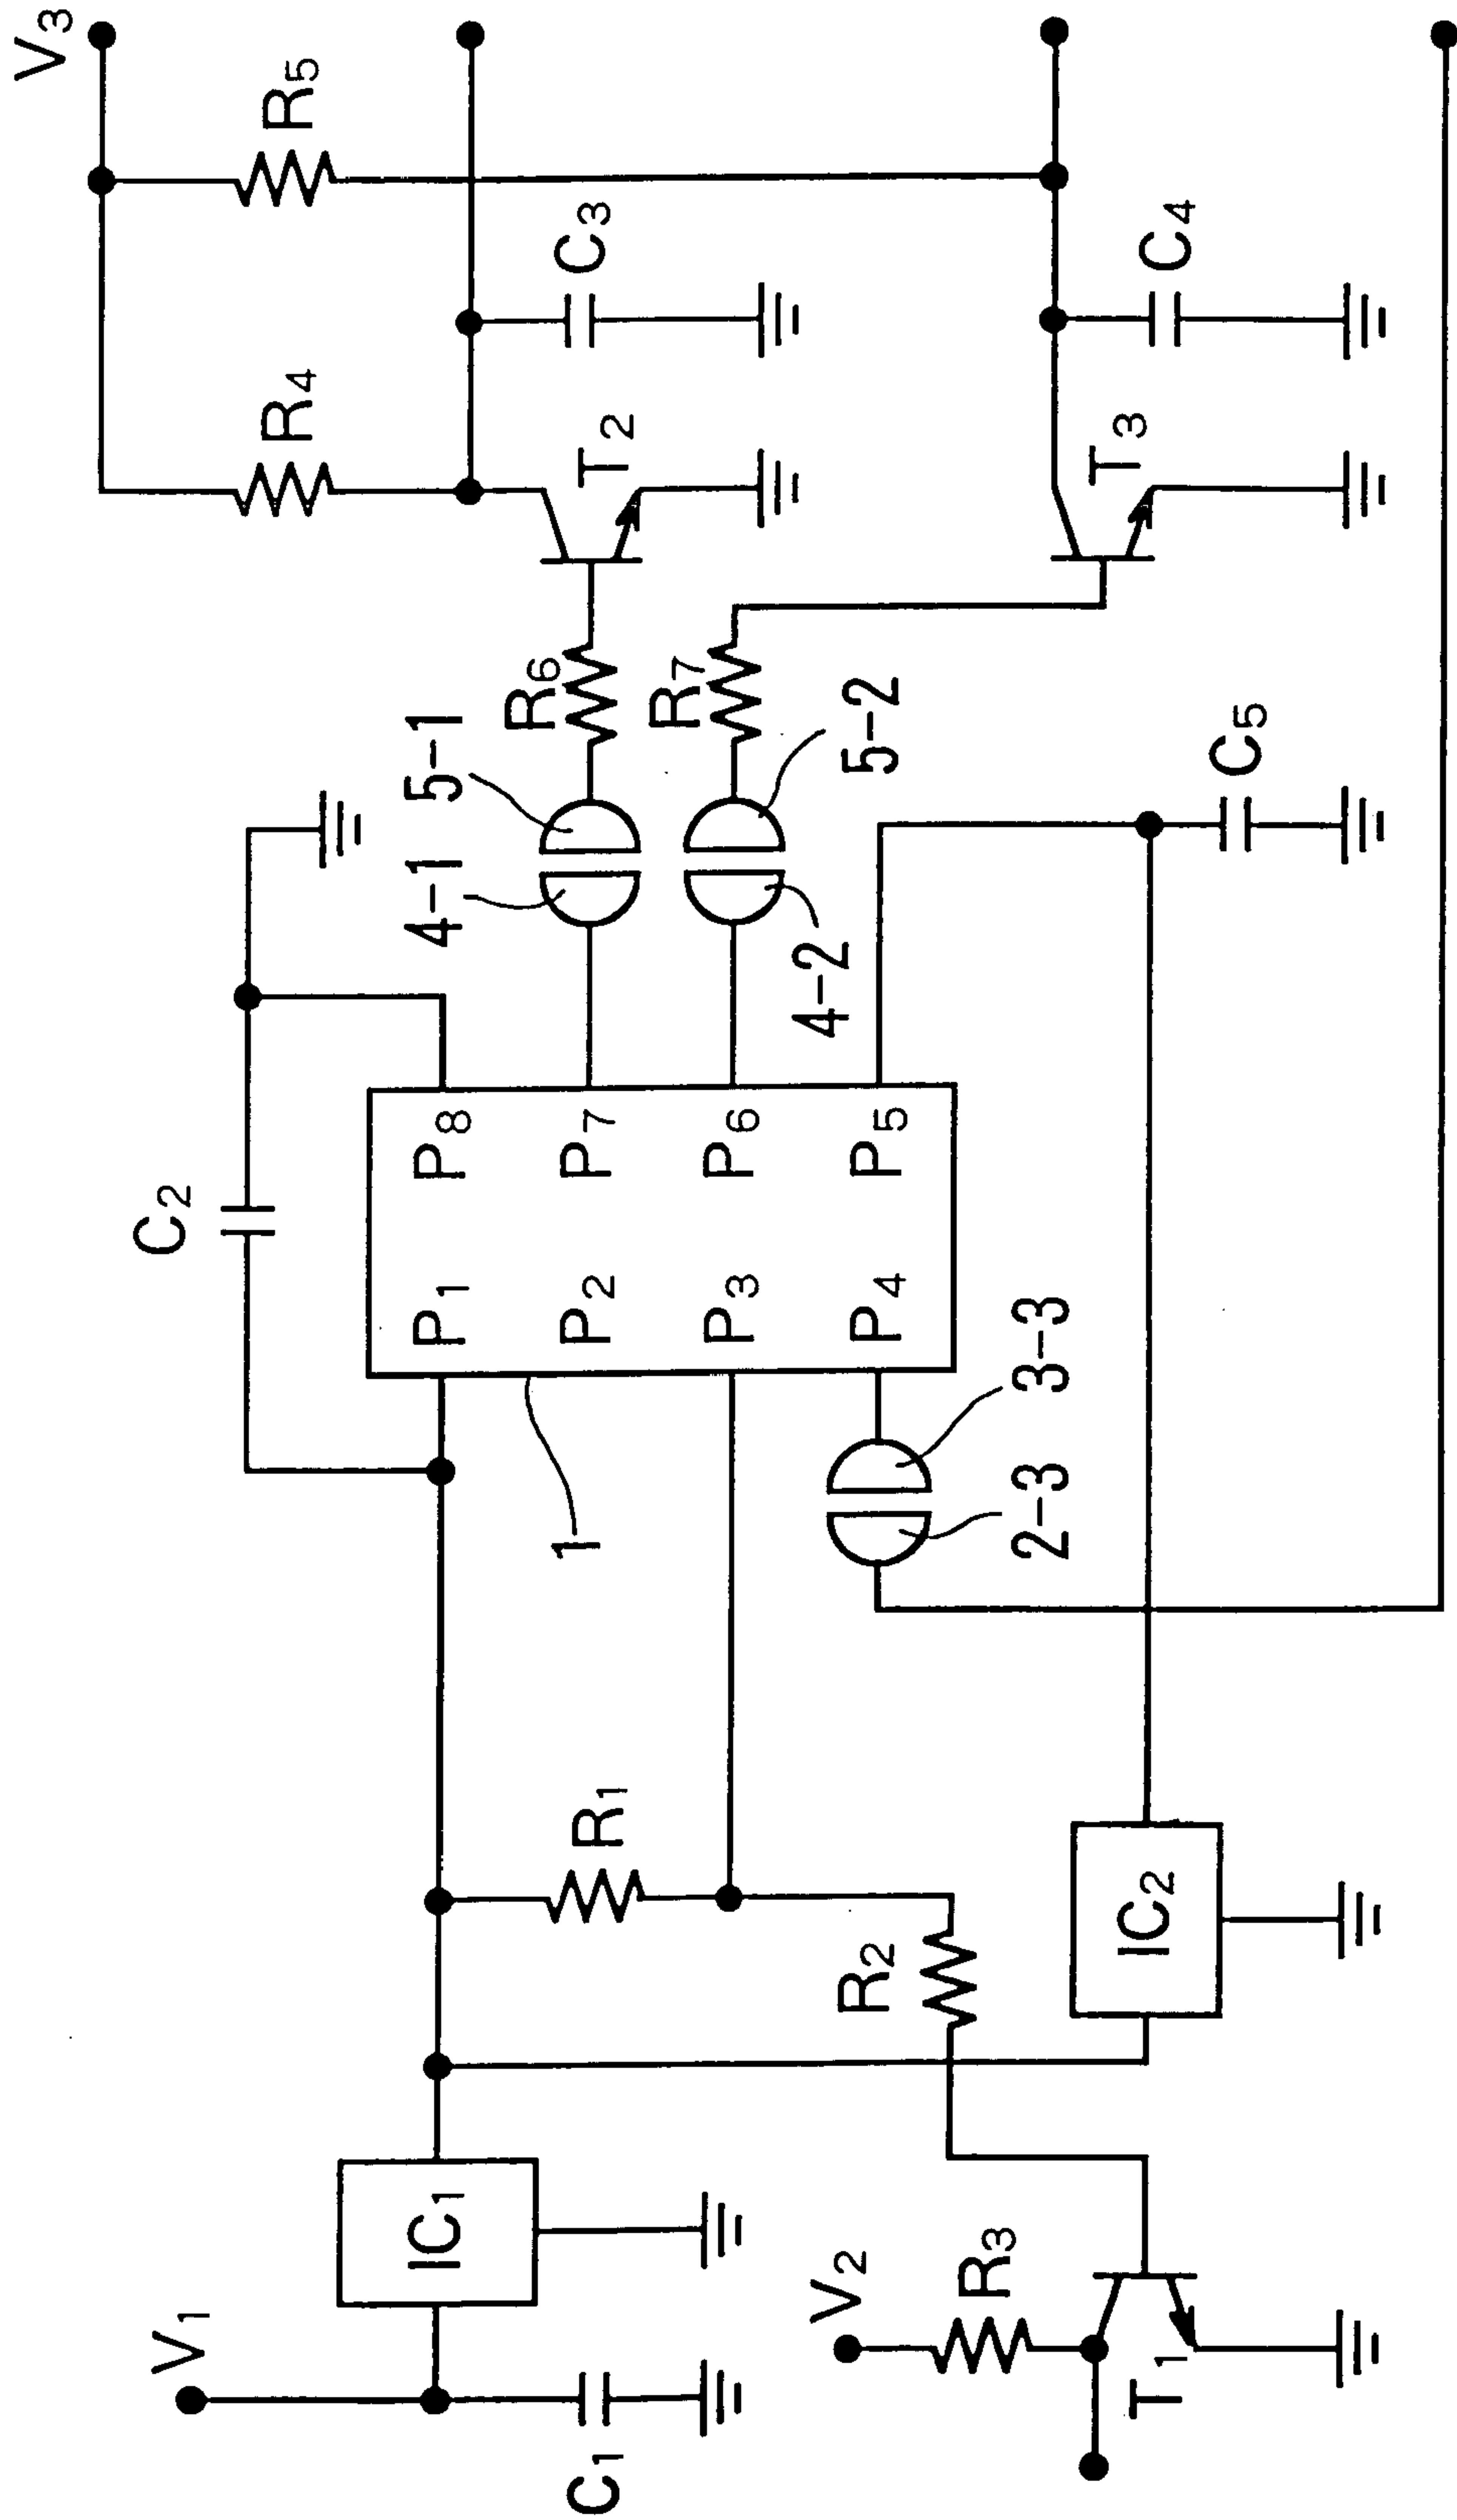 V3
R5
R4
C3
C4
T2
T3
R6
R7
5-1
4-1
5-2
4-2
C5
C2
P1 P8
P2 P7
P3 P6
P4 P5
1
3-3
2-3
R1
R2
IC2
IC1
V1
V2
R3
C1
T1